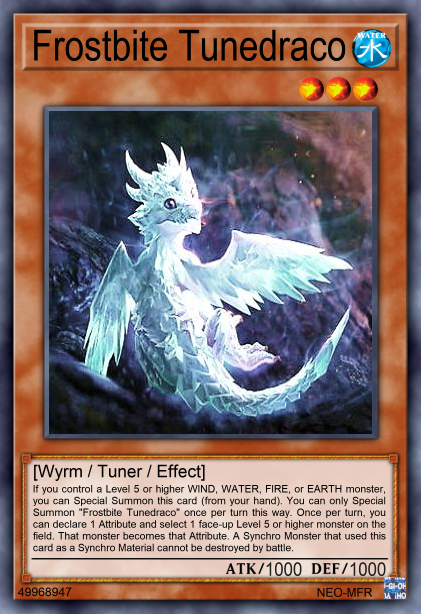 Frostbite Tunedraco
WATER
水
[Wyrm / Tuner / Effect]
If you control a Level 5 or higher WIND, WATER, FIRE, or EARTH monster,
you can Special Summon this card (from your hand). You can only Special
Summon "Frostbite Tunedraco" once per turn this way. Once per turn, you
can declare 1 Attribute and select 1 face-up Level 5 or higher monster on the
field. That monster becomes that Attribute. A Synchro Monster that used this
card as a Synchro Material cannot be destroyed by battle.
ATK/1000 DEF/1000
49968947 NEO-MFR